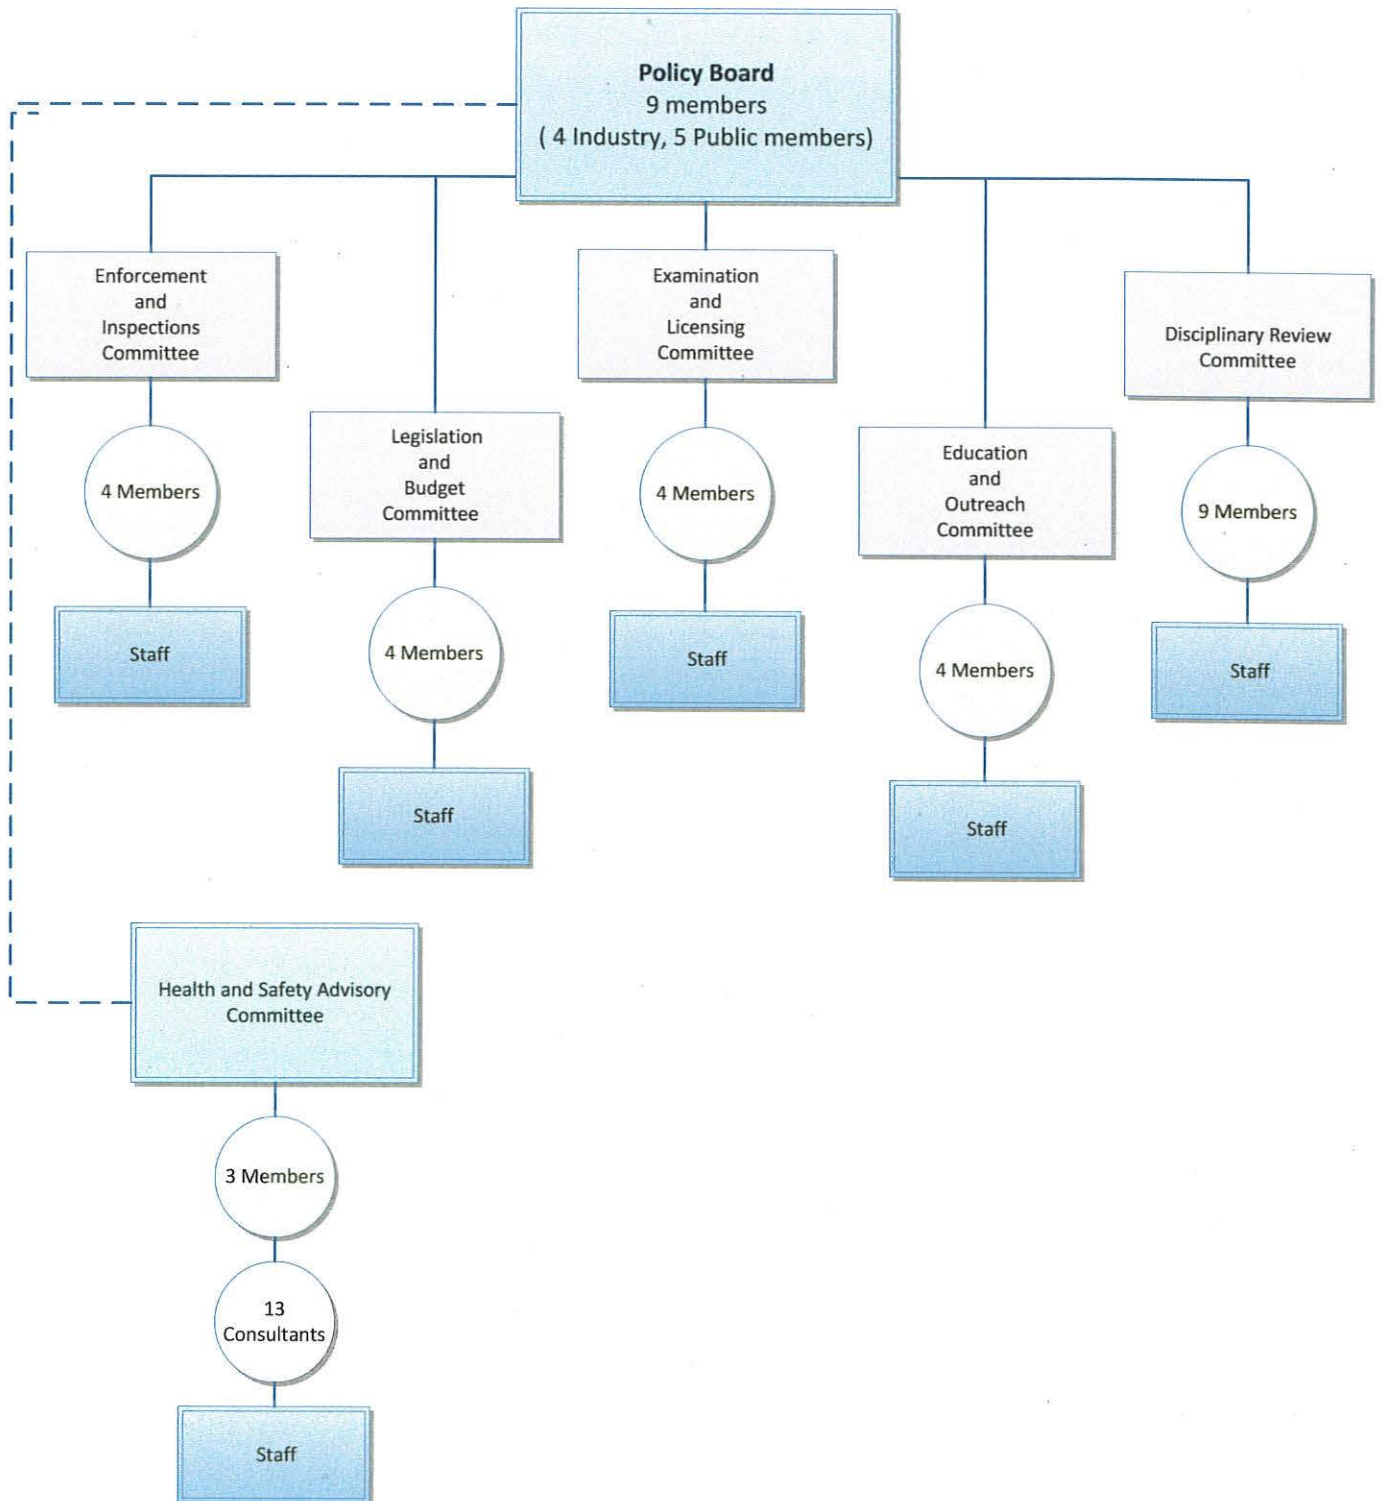 Policy Board
9 members
( 4 Industry, 5 Public members)
Enforcement
and
Inspections
Committee
4 Members
Staff
Legislation
and
Budget
Committee
4 Members
Staff
Examination
and
Licensing
Committee
4 Members
Staff
Education
and
Outreach
Committee
4 Members
Staff
Disciplinary Review
Committee
9 Members
Staff
Health and Safety Advisory
Committee
3 Members
13
Consultants
Staff